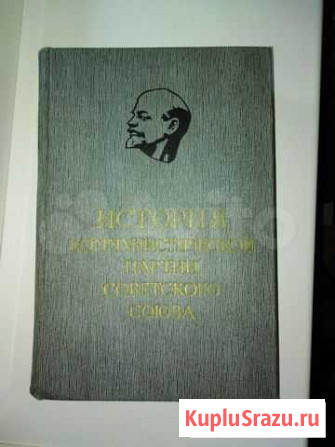 ИСТОРИЯ
КОММУНИСТИЧЕСКОЙ
ПАРТИИ
СОВЕТСКОГО
СОЮЗА
KupluSrazu.ru